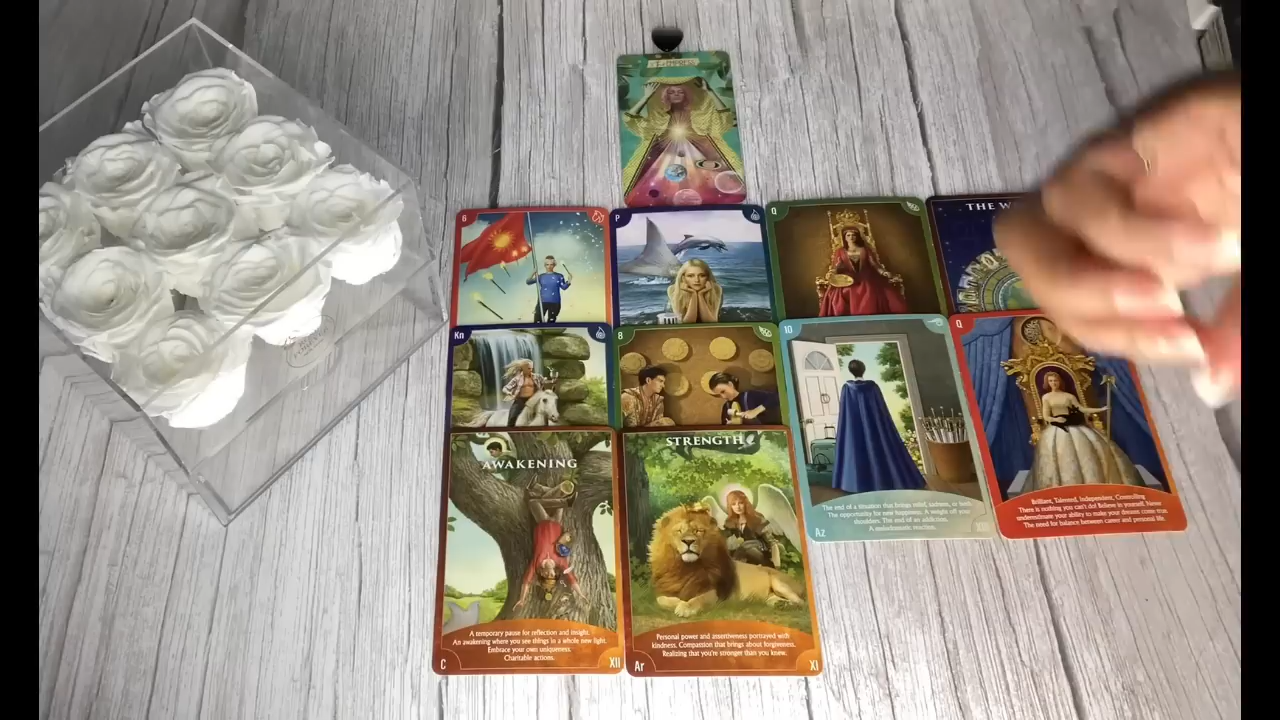 EMPRESS
6
P
Q
THE W
Kn
8
10
Q
The end of a situation that brings relief, sadness, or both.
The opportunity for new happiness. A weight off your
shoulders. The end of an addiction.
A melodramatic reaction.
Az
XIII
Brilliant, Talented, Independent, Controlling
There is nothing you can't do! Believe in yourself. Never
underestimate your ability to make your dreams come true.
The need for balance between career and personal life.
AWAKENING
A temporary pause for reflection and insight.
An awakening where you see things in a whole new light.
Embrace your own uniqueness.
Charitable actions.
C
XII
STRENGTH
Personal power and assertiveness portrayed with
kindness. Compassion that brings about forgiveness.
Realizing that you're stronger than you knew.
Ar
XI